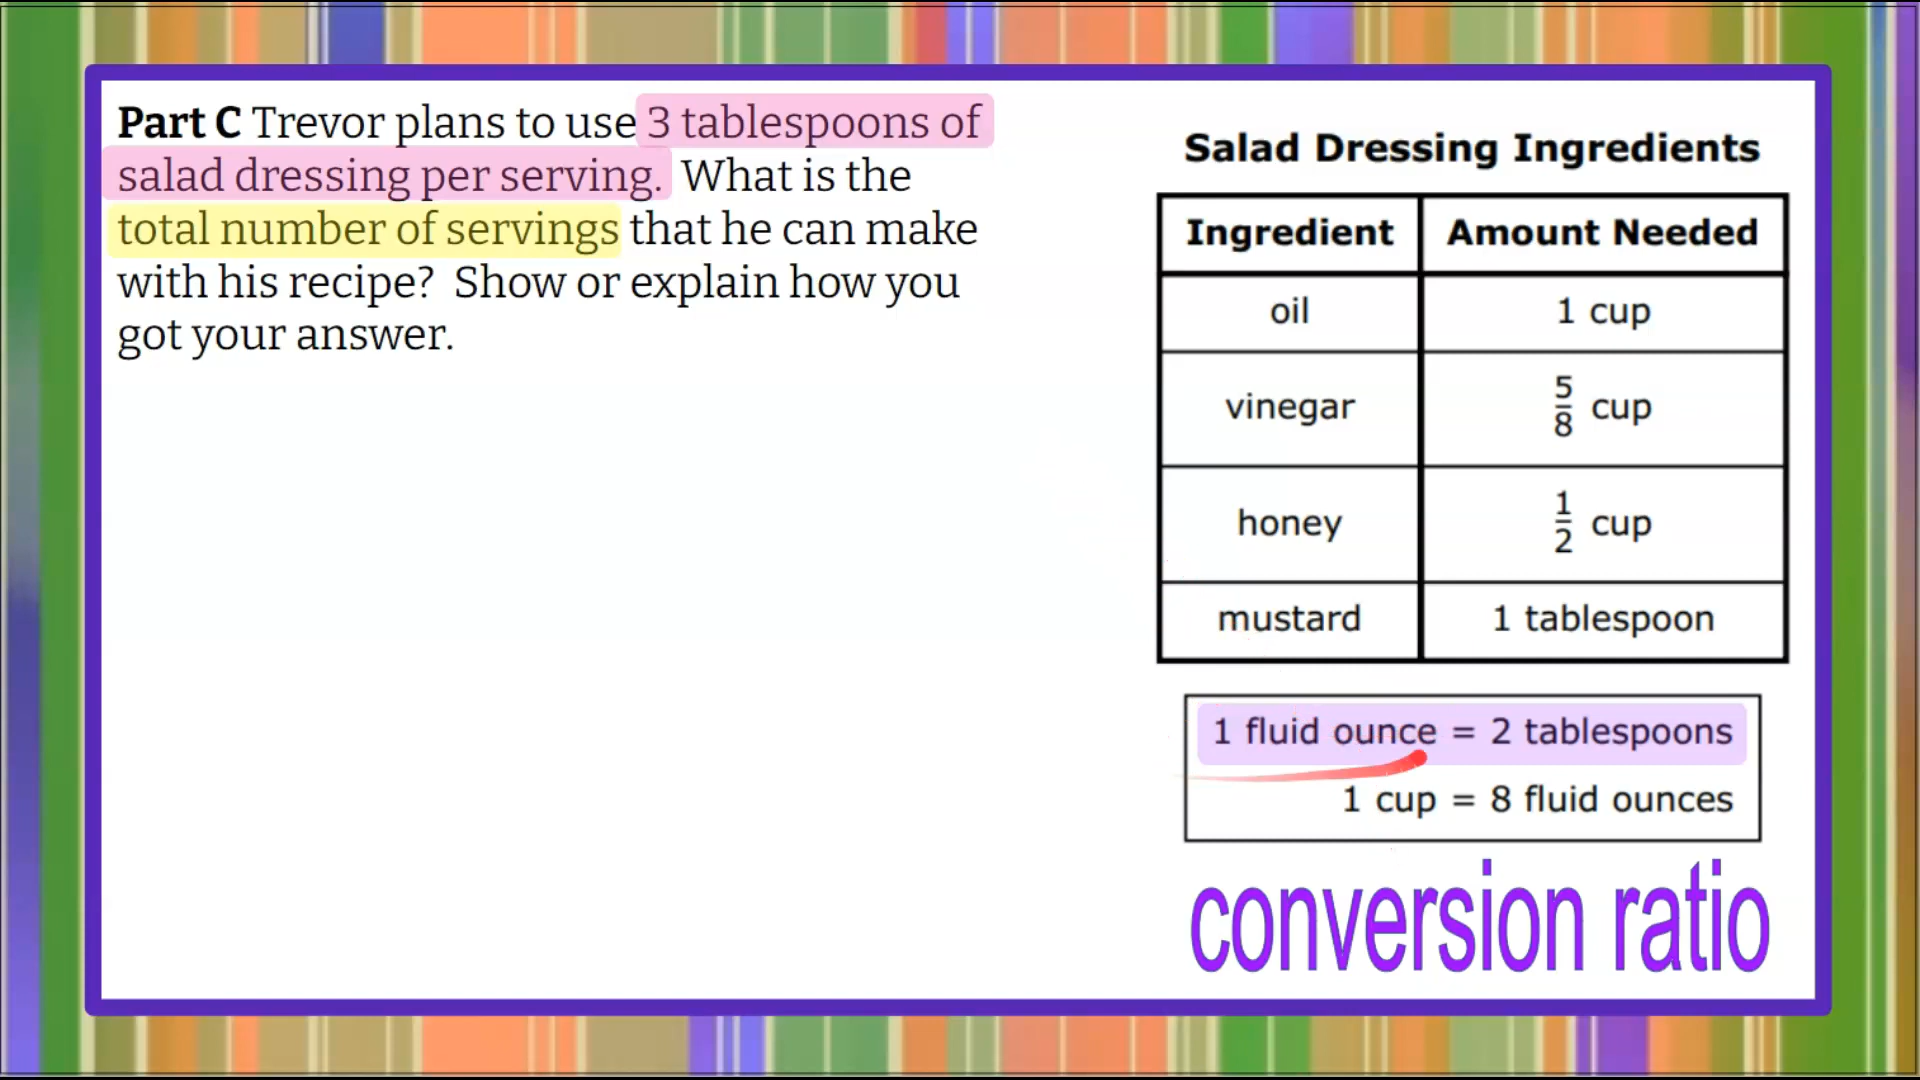 Part C Trevor plans to use 3 tablespoons of
salad dressing per serving. What is the
total number of servings that he can make
with his recipe? Show or explain how you
got your answer.
Salad Dressing Ingredients
Ingredient Amount Needed
oil 1 cup
vinegar 5/8 cup
honey 1/2 cup
mustard 1 tablespoon
1 fluid ounce = 2 tablespoons
1 cup = 8 fluid ounces
conversion ratio